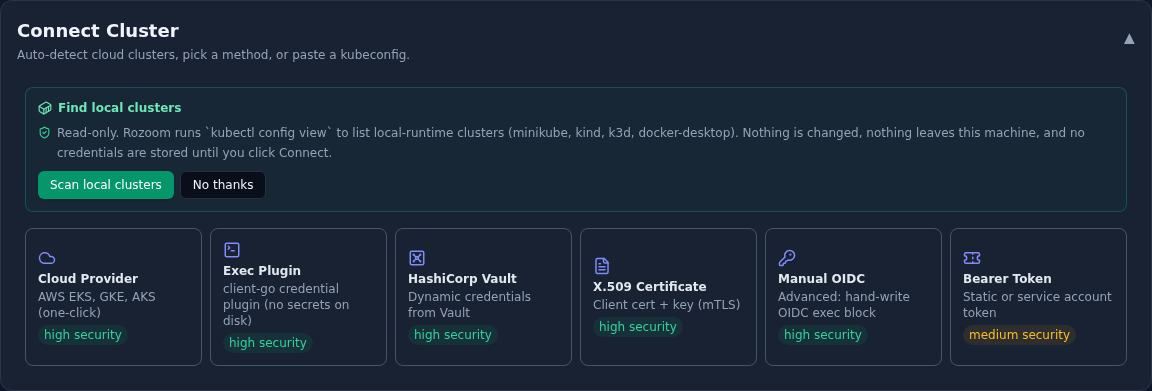 Connect Cluster
Auto-detect cloud clusters, pick a method, or paste a kubeconfig.
Find local clusters
Read-only. Rozoom runs `kubectl config view` to list local-runtime clusters (minikube, kind, k3d, docker-desktop). Nothing is changed, nothing leaves this machine, and no
credentials are stored until you click Connect.
Scan local clusters
No thanks
Cloud Provider
AWS EKS, GKE, AKS
(one-click)
high security
Exec Plugin
client-go credential
plugin (no secrets on
disk)
high security
HashiCorp Vault
Dynamic credentials
from Vault
high security
X.509 Certificate
Client cert + key (mTLS)
high security
Manual OIDC
Advanced: hand-write
OIDC exec block
high security
Bearer Token
Static or service account
token
medium security